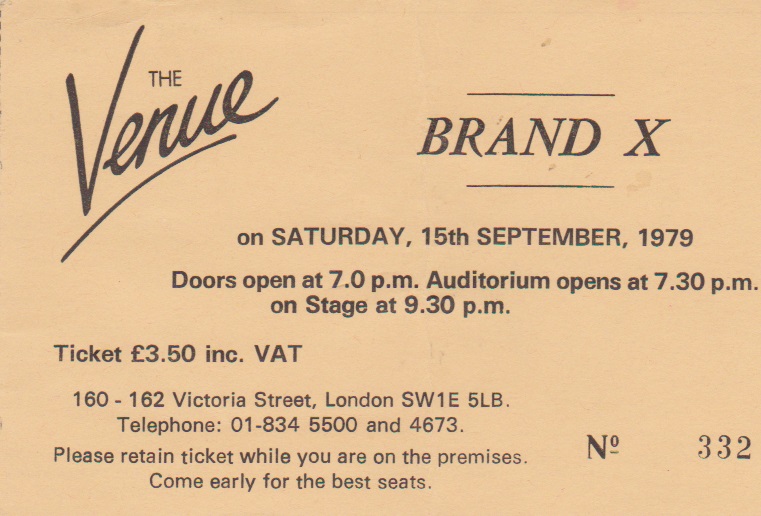 THE
Venue
BRAND X
on SATURDAY, 15th SEPTEMBER, 1979
Doors open at 7.0 p.m. Auditorium opens at 7.30 p.m.
on Stage at 9.30 p.m.
Ticket £3.50 inc. VAT
160 - 162 Victoria Street, London SW1E 5LB.
Telephone: 01-834 5500 and 4673.
Please retain ticket while you are on the premises.
Come early for the best seats.
Nº 332